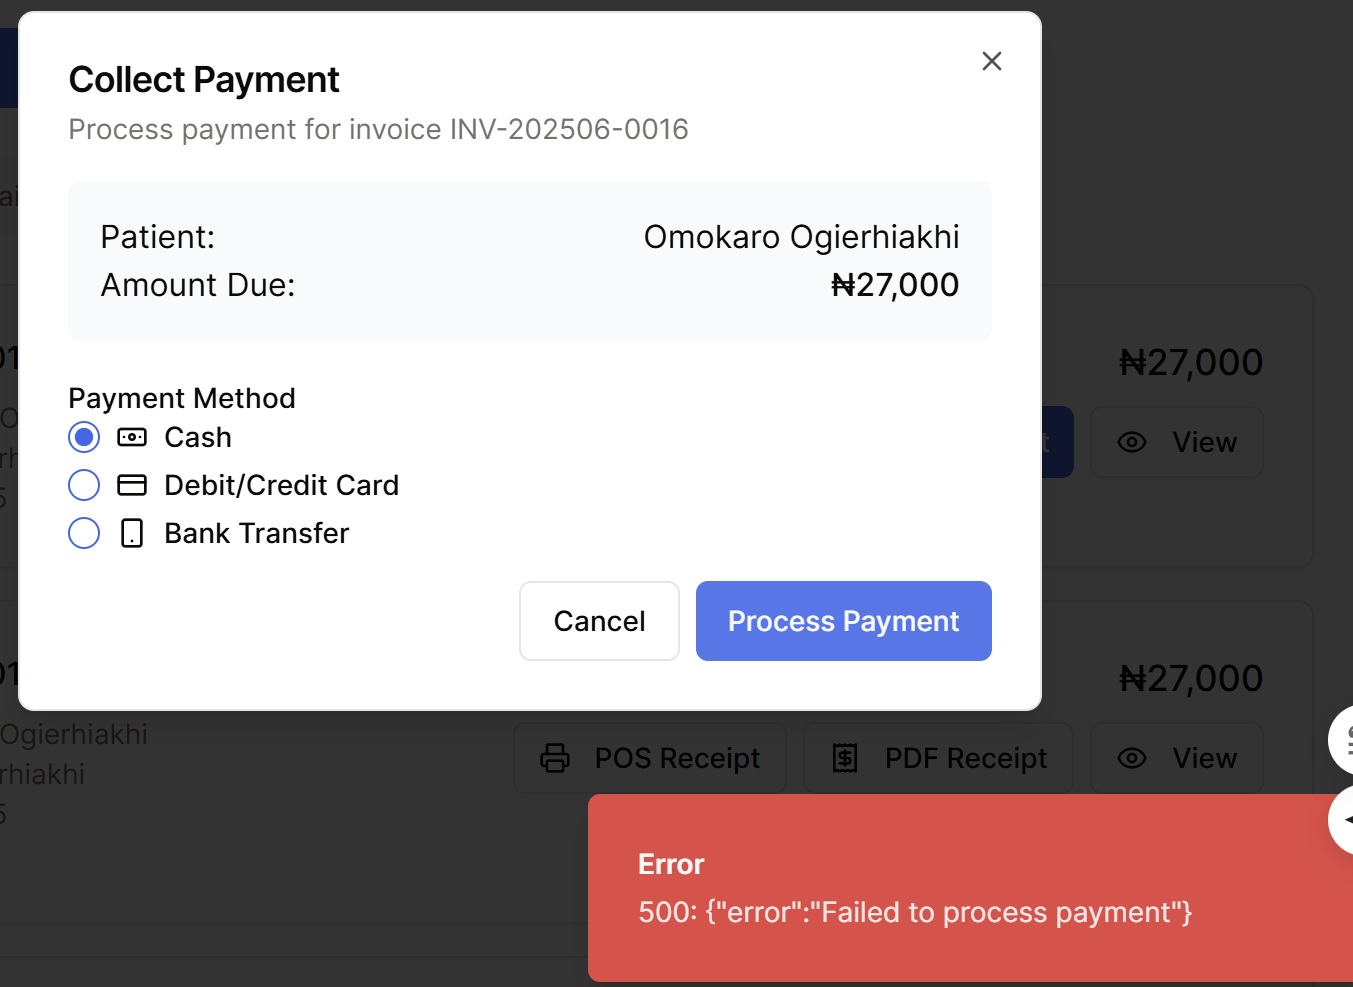 Collect Payment
Process payment for invoice INV-202506-0016
Patient: Omokaro Ogierhiakhi
Amount Due: ₦27,000
Payment Method
Cash
Debit/Credit Card
Bank Transfer
Cancel Process Payment
₦27,000
View
₦27,000
Ogierhiakhi
rhiakhi
POS Receipt PDF Receipt View
Error
500: {"error":"Failed to process payment"}